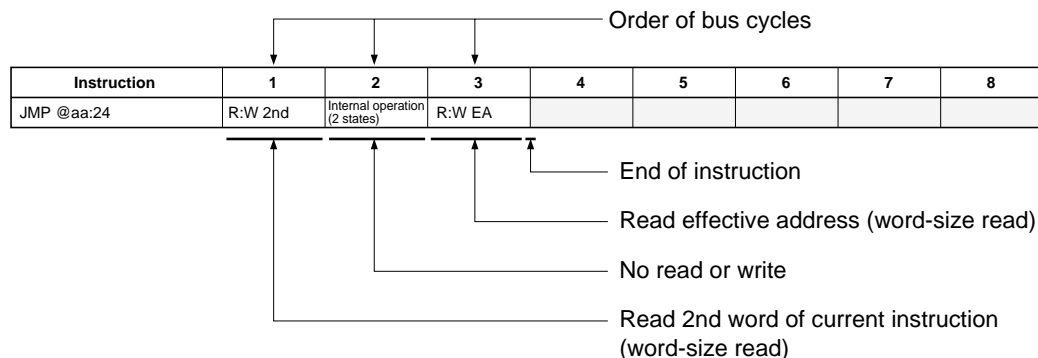 Order of bus cycles
Instruction 1 2 3 4 5 6 7 8
JMP @aa:24 R:W 2nd Internal operation (2 states) R:W EA
End of instruction
Read effective address (word-size read)
No read or write
Read 2nd word of current instruction
(word-size read)